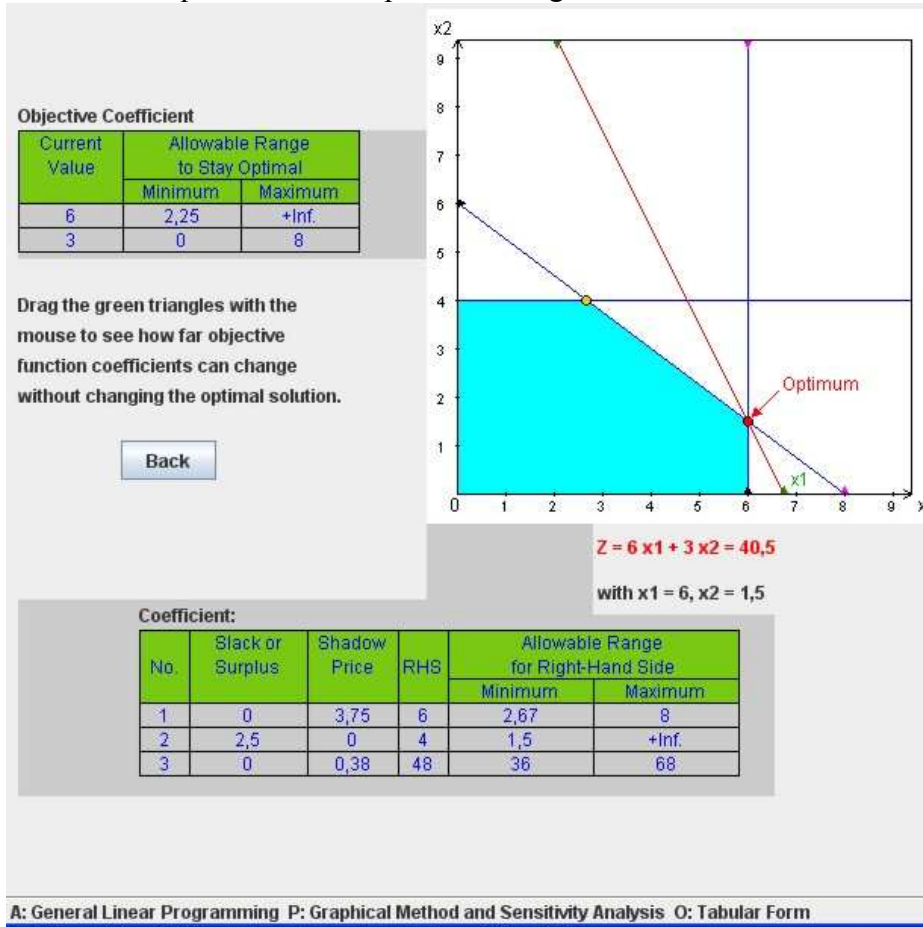 Objective Coefficient
Current Value Allowable Range to Stay Optimal
Minimum Maximum
6 2,25 +Inf.
3 0 8
Drag the green triangles with the
mouse to see how far objective
function coefficients can change
without changing the optimal solution.
Back
x2
9
8
7
6
5
4
3
2
1
0 1 2 3 4 5 6 7 8 9
Optimum
x1
Z = 6 x1 + 3 x2 = 40,5
with x1 = 6, x2 = 1,5
Coefficient:
No. Slack or Surplus Shadow Price RHS Allowable Range for Right-Hand Side
Minimum Maximum
1 0 3,75 6 2,67 8
2 2,5 0 4 1,5 +Inf.
3 0 0,38 48 36 68
A: General Linear Programming P: Graphical Method and Sensitivity Analysis O: Tabular Form